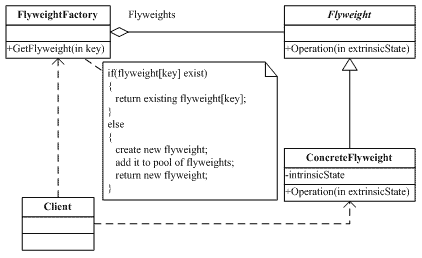 FlyweightFactory
+GetFlyweight(in key)
Flyweights
Flyweight
+Operation(in extrinsicState)
if(flyweight[key] exist)
{
return existing flyweight[key];
}
else
{
create new flyweight;
add it to pool of flyweights;
return new flyweight;
}
ConcreteFlyweight
-intrinsicState
+Operation(in extrinsicState)
Client